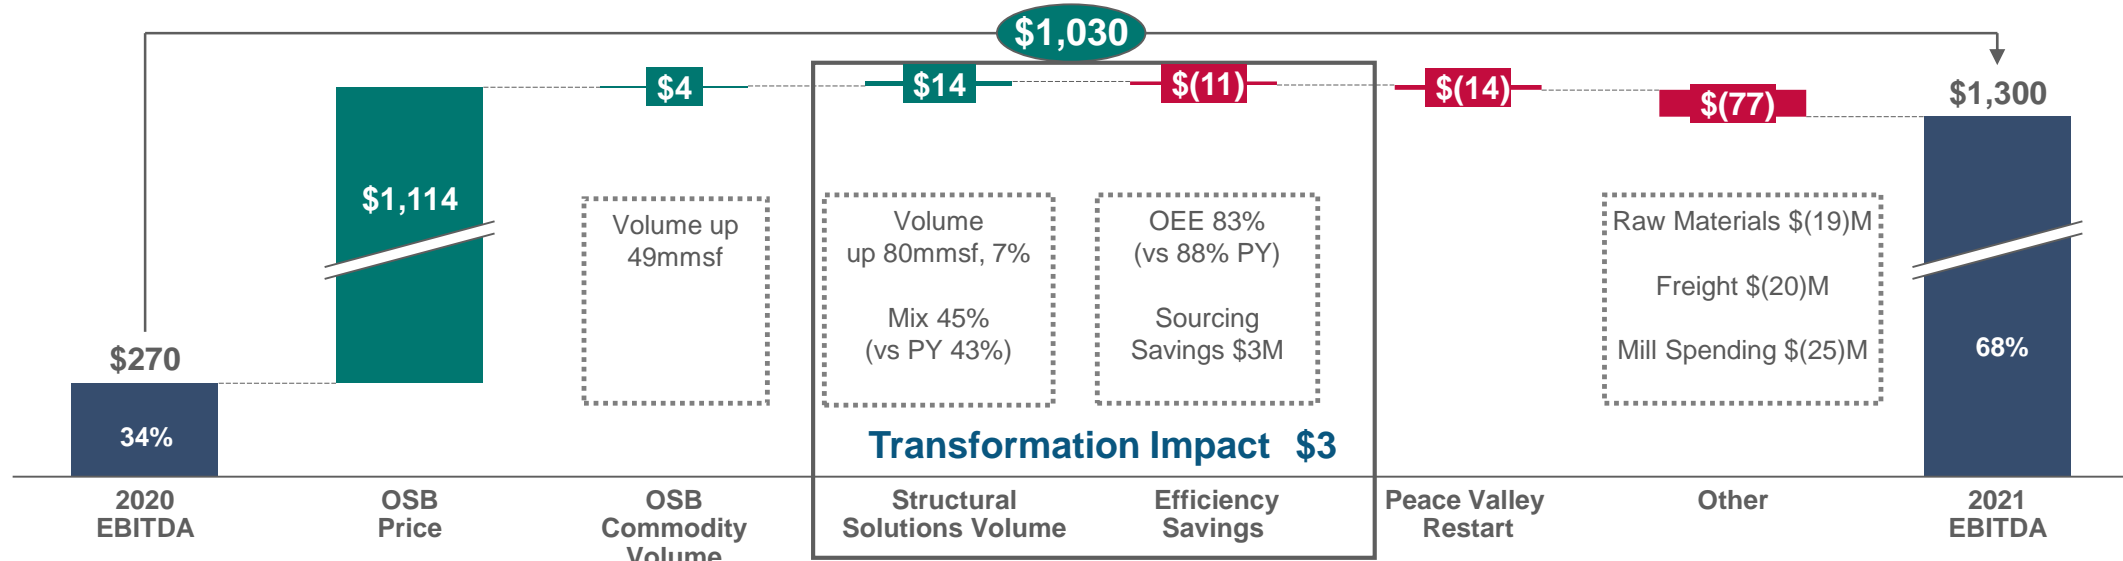 $1,030
$4
$14
$(11)
$(14)
$(77)
$1,300
$1,114
$270
34%
Volume up
49mmsf
Volume
up 80mmsf, 7%
Mix 45%
(vs PY 43%)
OEE 83%
(vs 88% PY)
Sourcing
Savings $3M
Raw Materials $(19)M
Freight $(20)M
Mill Spending $(25)M
68%
Transformation Impact $3
2020
EBITDA
OSB
Price
OSB
Commodity
Volume
Structural
Solutions Volume
Efficiency
Savings
Peace Valley
Restart
Other
2021
EBITDA